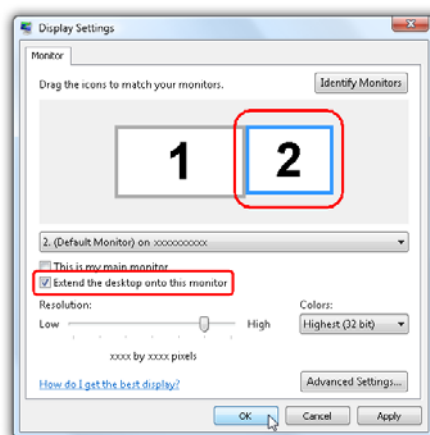 Display Settings
Monitor
Drag the icons to match your monitors.
Identify Monitors
1
2
2. (Default Monitor) on xxxxxxxxxx
This is my main monitor
Extend the desktop onto this monitor
Resolution:
Low
High
xxxx by xxxx pixels
Colors:
Highest (32 bit)
How do I get the best display?
Advanced Settings...
OK
Cancel
Apply